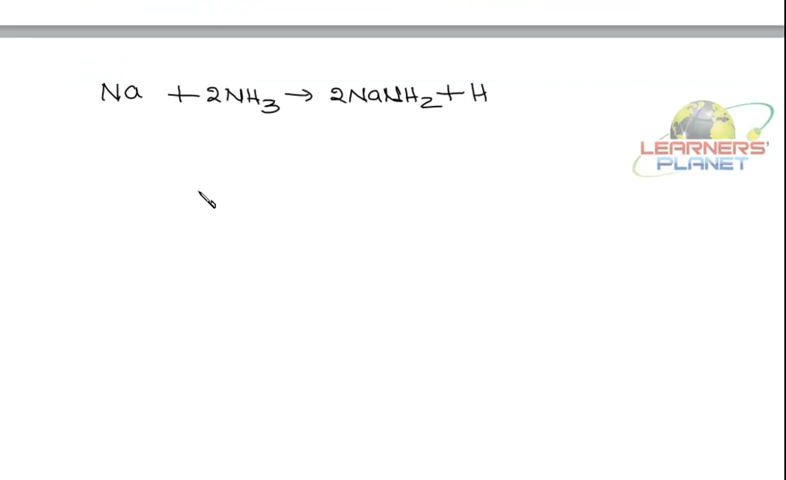 Na + 2NH3 → 2NaNH2 + H
LEARNERS'
PLANET